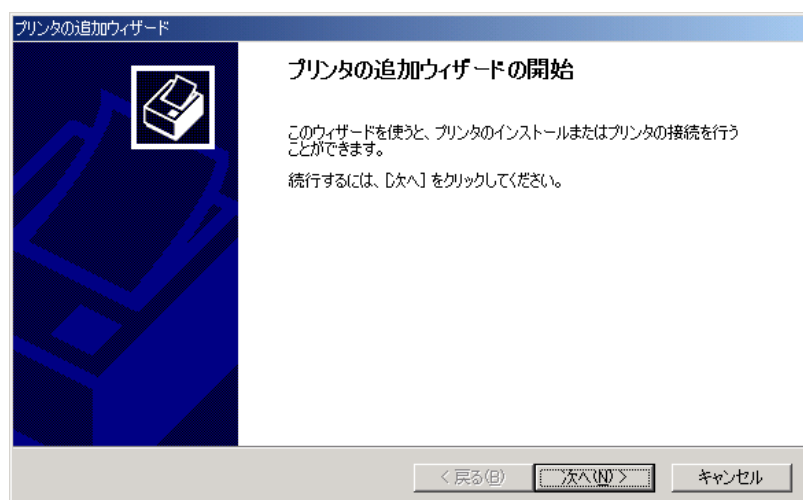 プリンタの追加ウィザード
プリンタの追加ウィザードの開始
このウィザードを使うと、プリンタのインストールまたはプリンタの接続を行う
ことができます。
続行するには、[次へ] をクリックしてください。
< 戻る(B)
次へ(N) >
キャンセル